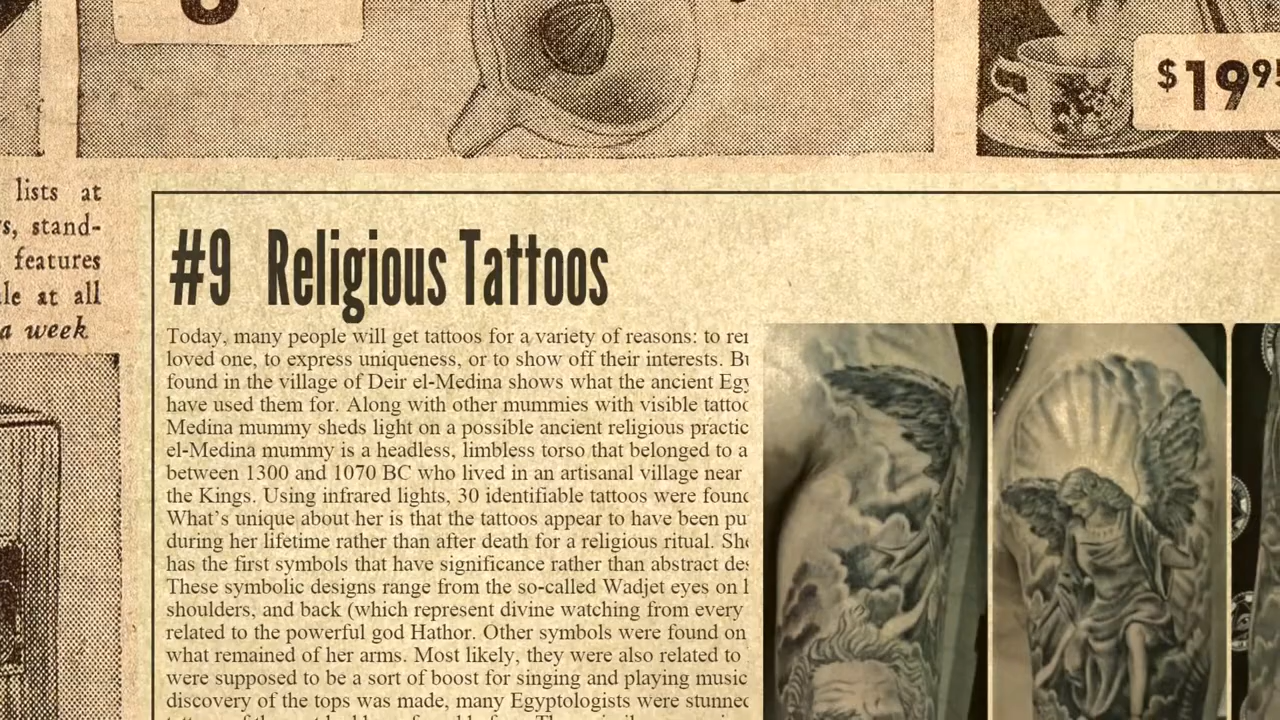 $19 95
lists at
s, stand-
features
le at all
a week
#9 Religious Tattoos
Today, many people will get tattoos for a variety of reasons: to
loved one, to express uniqueness, or to show off their interests.
found in the village of Deir el-Medina shows what the ancient
have used them for. Along with other mummies with visible
Medina mummy sheds light on a possible ancient religious
el-Medina mummy is a headless, limbless torso that belonged to a
between 1300 and 1070 BC who lived in an artisanal village near
the Kings. Using infrared lights, 30 identifiable tattoos were
What's unique about her is that the tattoos appear to have been
during her lifetime rather than after death for a religious ritual.
has the first symbols that have significance rather than abstract
These symbolic designs range from the so-called Wadjet eyes on
shoulders, and back (which represent divine watching from every
related to the powerful god Hathor. Other symbols were found on
what remained of her arms. Most likely, they were also related to
were supposed to be a sort of boost for singing and playing music
discovery of the tops was made, many Egyptologists were